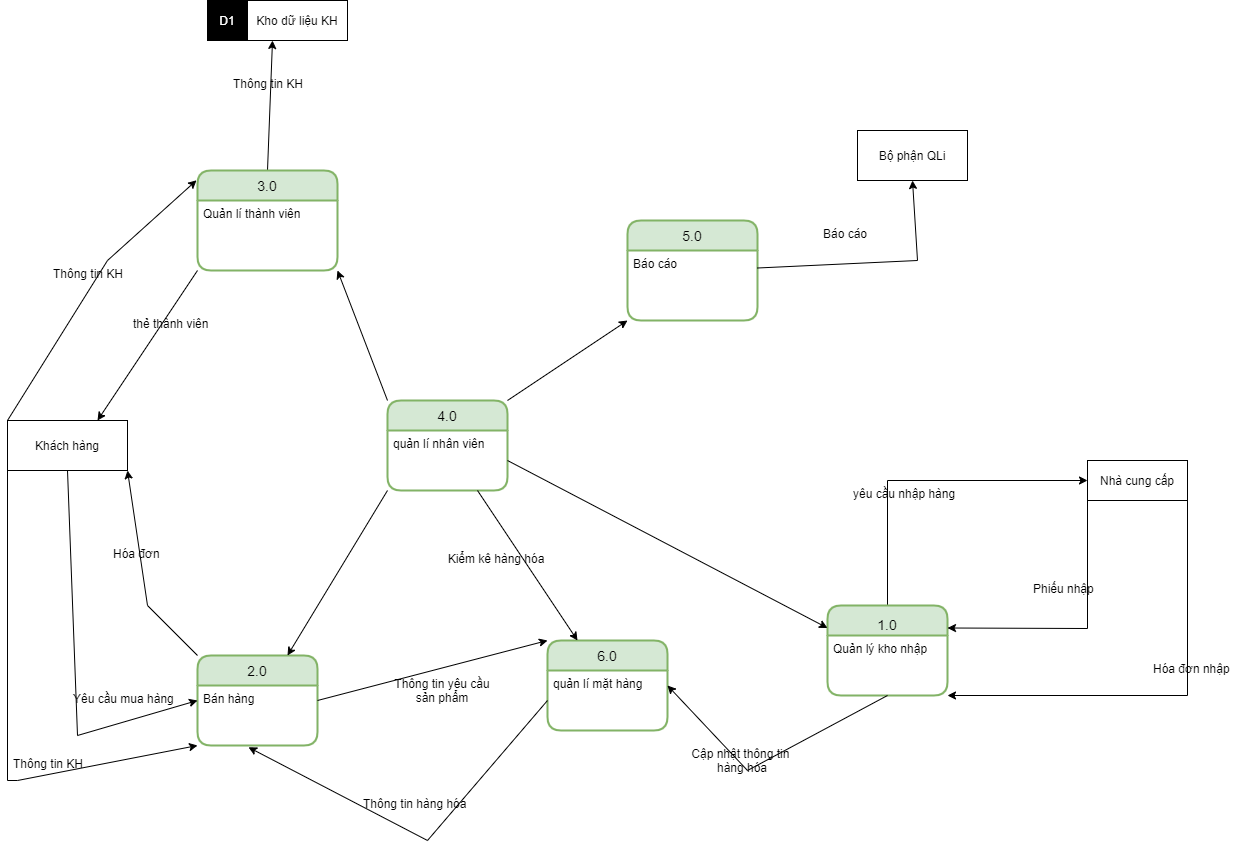 D1
Kho dữ liệu KH
Thông tin KH
Bộ phận QLi
3.0
Quản lí thành viên
5.0
Báo cáo
Báo cáo
Thông tin KH
thẻ thành viên
4.0
quản lí nhân viên
Khách hàng
Nhà cung cấp
yêu cầu nhập hàng
Hóa đơn
Kiểm kê hàng hóa
Phiếu nhập
1.0
Quản lý kho nhập
6.0
quản lí mặt hàng
2.0
Bán hàng
Hóa đơn nhập
Thông tin yêu cầu
sản phẩm
Yêu cầu mua hàng
Cập nhật thông tin
hàng hóa
Thông tin KH
Thông tin hàng hóa